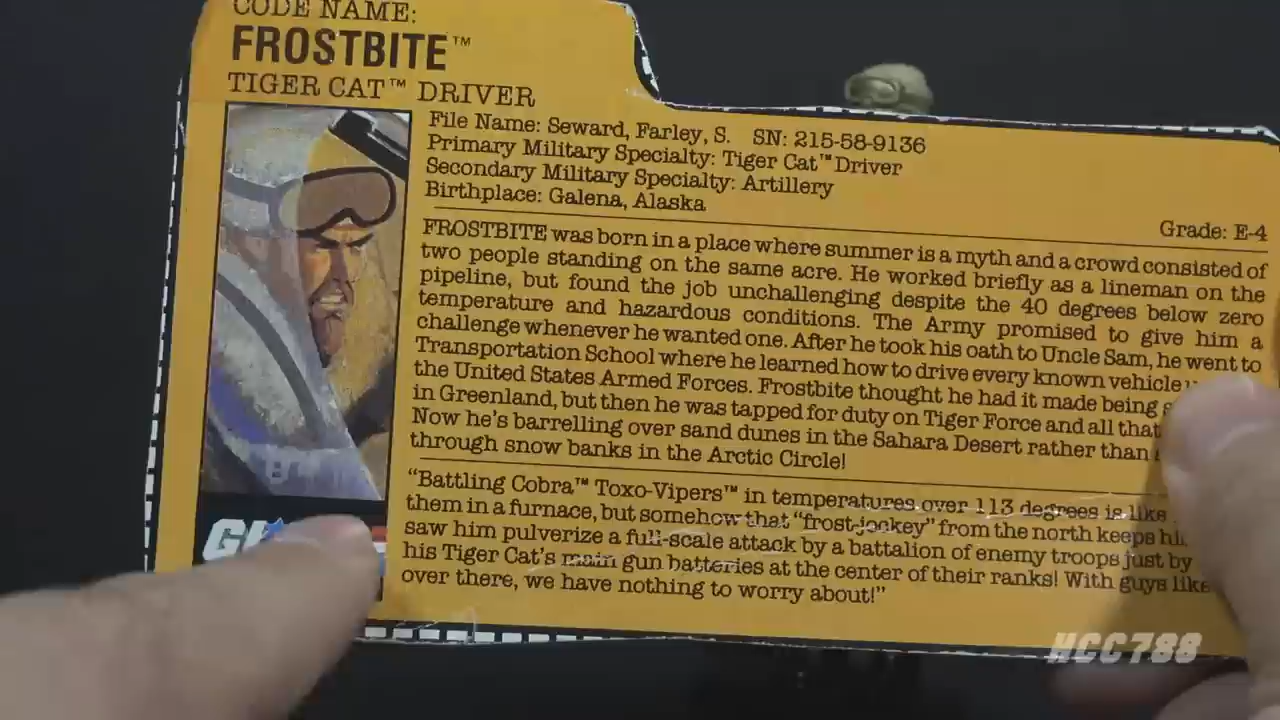 CODE NAME:
FROSTBITE™
TIGER CAT™ DRIVER
File Name: Seward, Farley, S. SN: 215-58-9136
Primary Military Specialty: Tiger Cat™ Driver
Secondary Military Specialty: Artillery
Birthplace: Galena, Alaska
Grade: E-4
FROSTBITE was born in a place where summer is a myth and a crowd consisted of
two people standing on the same acre. He worked briefly as a lineman on the
pipeline, but found the job unchallenging despite the 40 degrees below zero
temperature and hazardous conditions. The Army promised to give him a
challenge whenever he wanted one. After he took his oath to Uncle Sam, he went to
Transportation School where he learned how to drive every known vehicle
the United States Armed Forces. Frostbite thought he had it made being
in Greenland, but then he was tapped for duty on Tiger Force and all that
Now he's barrelling over sand dunes in the Sahara Desert rather than
through snow banks in the Arctic Circle!
"Battling Cobra™ Toxo-Vipers™ in temperatures over 113 degrees is like
them in a furnace, but somehow that "frost-jockey" from the north keeps
saw him pulverize a full-scale attack by a battalion of enemy troops just by
his Tiger Cat's main gun batteries at the center of their ranks! With guys like
over there, we have nothing to worry about!"
HCC788